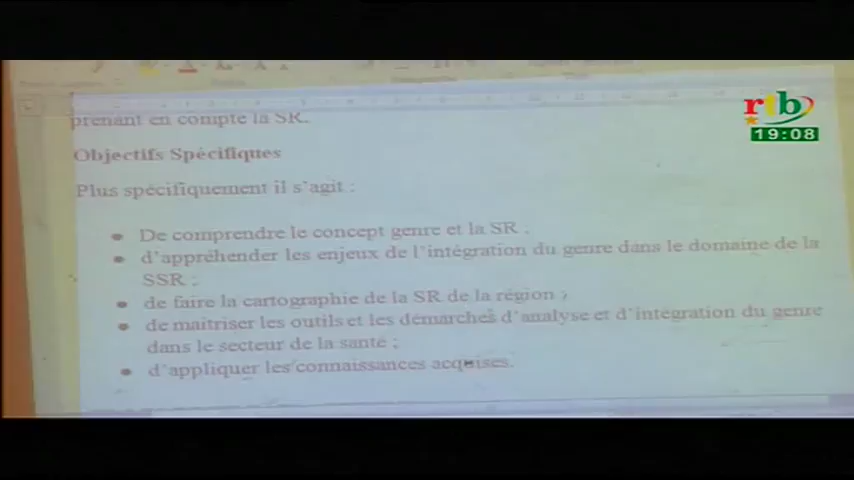 rtb
19:08
prenant en compte la SR.
Objectifs Spécifiques
Plus spécifiquement il s'agit :
De comprendre le concept genre et la SR ;
d'appréhender les enjeux de l'intégration du genre dans le domaine de la
SSR ;
de faire la cartographie de la SR de la région ;
de maitriser les outils et les démarches d'analyse et d'intégration du genre
dans le secteur de la santé ;
d'appliquer les connaissances acquises.